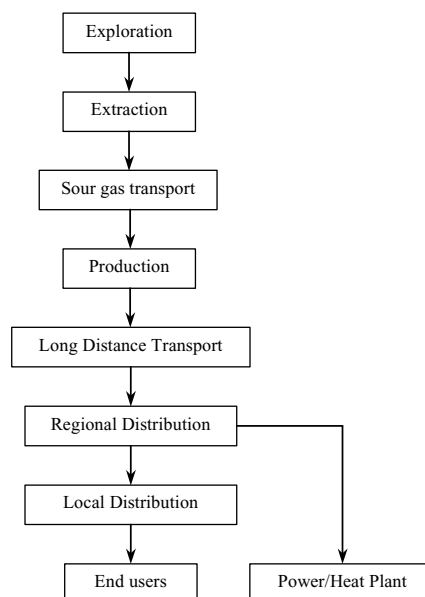 Exploration
Extraction
Sour gas transport
Production
Long Distance Transport
Regional Distribution
Local Distribution
End users
Power/Heat Plant